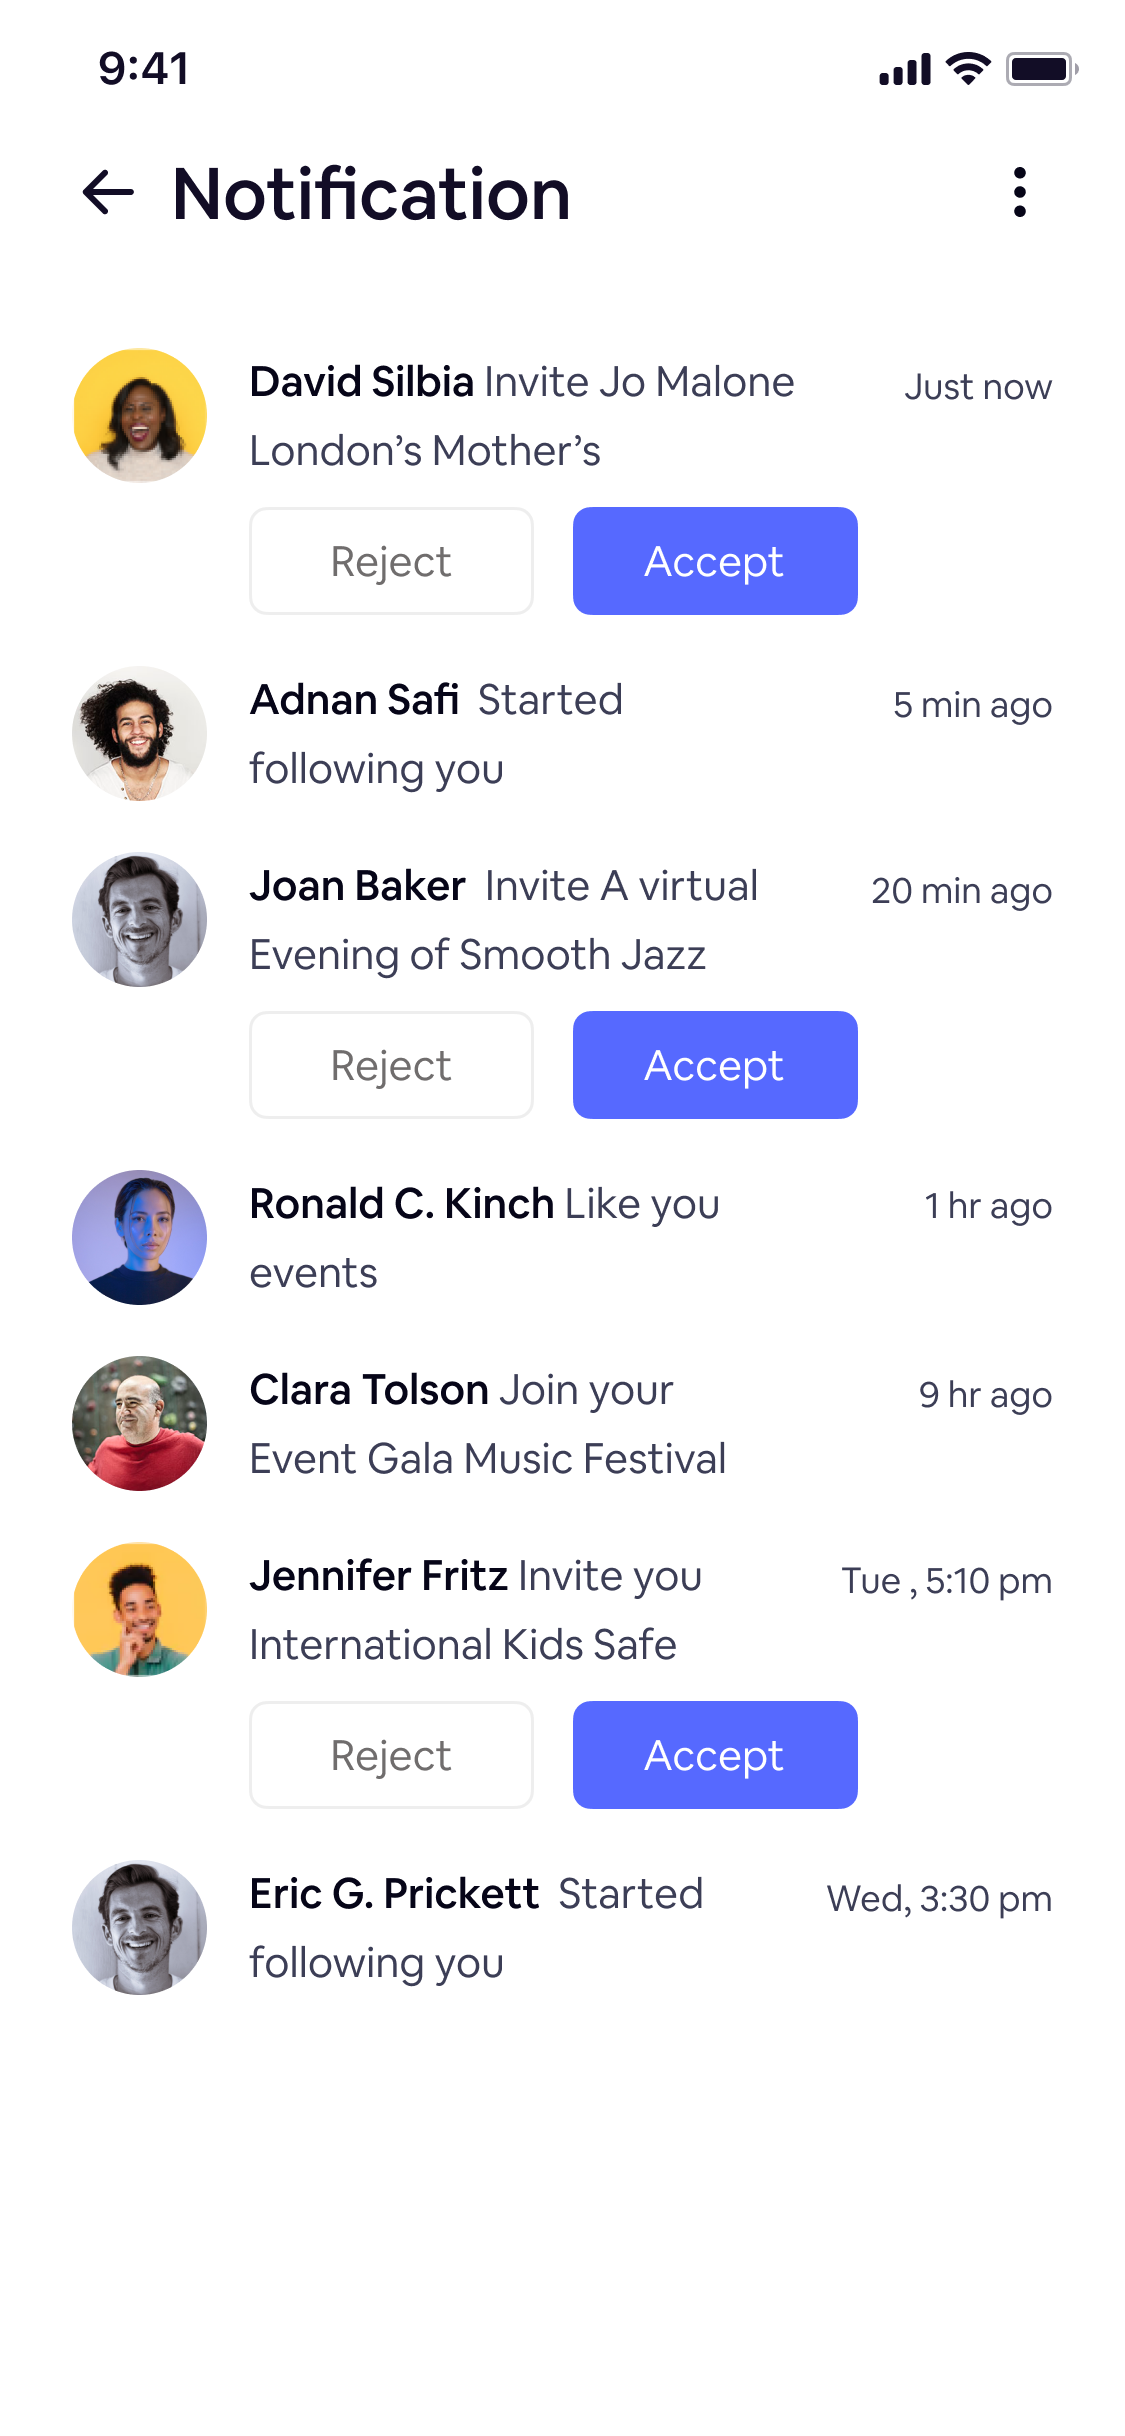 9:41
Notification
David Silbia Invite Jo Malone
Just now
London’s Mother’s
Reject
Accept
Adnan Safi Started
5 min ago
following you
Joan Baker Invite A virtual
20 min ago
Evening of Smooth Jazz
Reject
Accept
Ronald C. Kinch Like you
1 hr ago
events
Clara Tolson Join your
9 hr ago
Event Gala Music Festival
Jennifer Fritz Invite you
Tue , 5:10 pm
International Kids Safe
Reject
Accept
Eric G. Prickett Started
Wed, 3:30 pm
following you